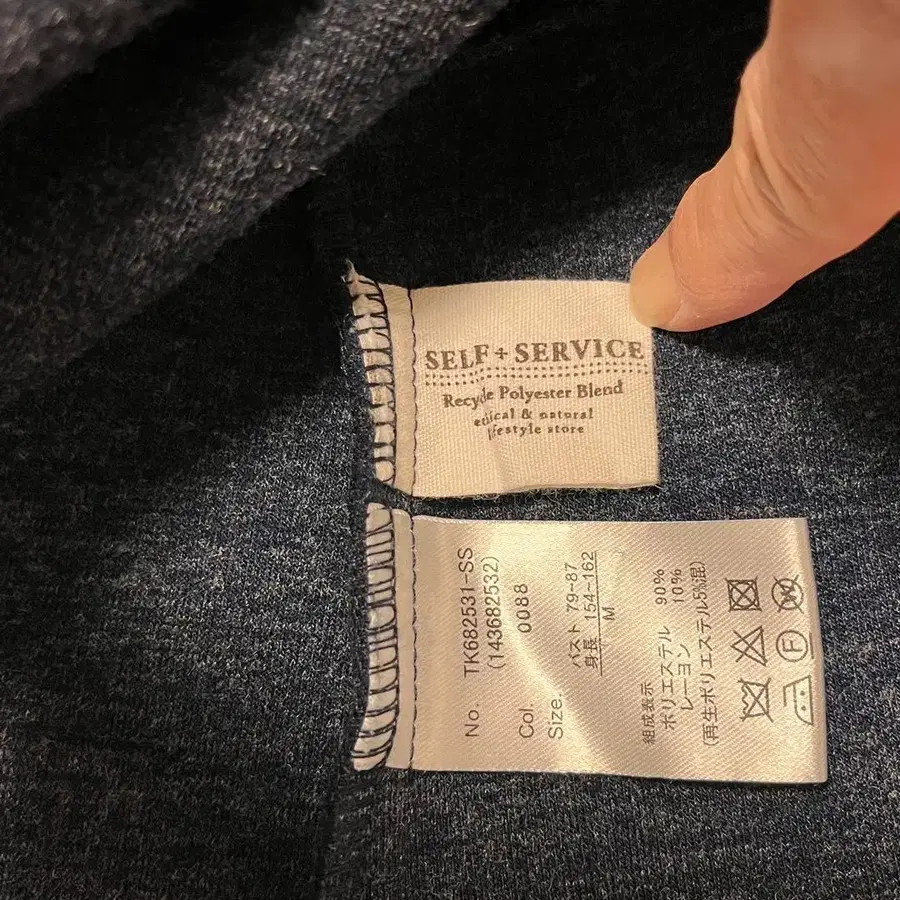 SELF + SERVICE
Recycle Polyester Blend
ethical & natural
lifestyle store
No. TK682531-SS
(143682532)
Col. 0088
Size. バスト 79-87
身長 154-162
M
組成表示
ポリエステル 90%
レーヨン 10%
(再生ポリエステル5%混)
W
F